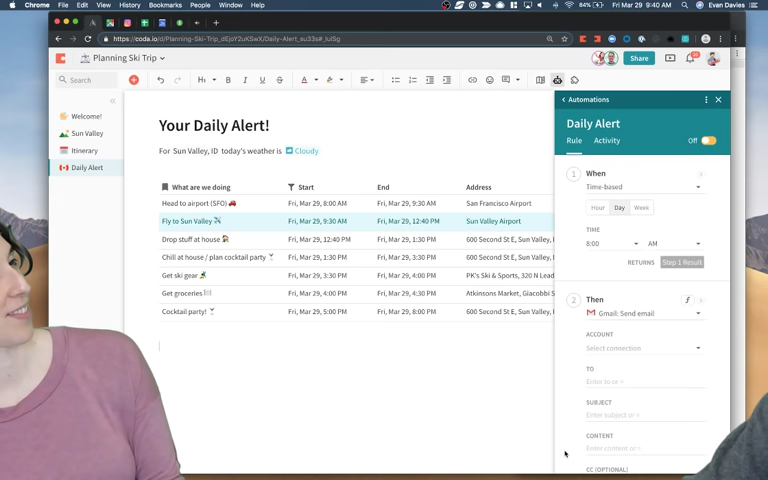 Chrome File Edit View History Bookmarks People Window Help
84% Fri Mar 29 9:40 AM Evan Davies
https://coda.io/d/Planning-Ski-Trip_dEjoY2uKSwX/Daily-Alert_su33s#_luISg
Planning Ski Trip
Share
Search
Welcome!
Sun Valley
Itinerary
Daily Alert
H1 B I U S A
Your Daily Alert!
For Sun Valley, ID today's weather is Cloudy
What are we doing Start End Address
Head to airport (SFO) Fri, Mar 29, 8:00 AM Fri, Mar 29, 9:30 AM San Francisco Airport
Fly to Sun Valley Fri, Mar 29, 9:30 AM Fri, Mar 29, 12:40 PM Sun Valley Airport
Drop stuff at house Fri, Mar 29, 12:40 PM Fri, Mar 29, 1:30 PM 600 Second St E, Sun Valley,
Chill at house / plan cocktail party Fri, Mar 29, 1:30 PM Fri, Mar 29, 3:30 PM 600 Second St E, Sun Valley,
Get ski gear Fri, Mar 29, 3:30 PM Fri, Mar 29, 4:00 PM PK's Ski & Sports, 320 N Lead
Get groceries Fri, Mar 29, 4:00 PM Fri, Mar 29, 4:30 PM Atkinsons Market, Giacobbi S
Cocktail party! Fri, Mar 29, 5:00 PM Fri, Mar 29, 8:00 PM 600 Second St E, Sun Valley,
Automations
Daily Alert
Rule Activity Off
1 When
Time-based
Hour Day Week
TIME
8:00 AM
RETURNS Step 1 Result
2 Then
Gmail: Send email
ACCOUNT
Select connection
TO
Enter to or =
SUBJECT
Enter subject or =
CONTENT
Enter content or =
CC (OPTIONAL)